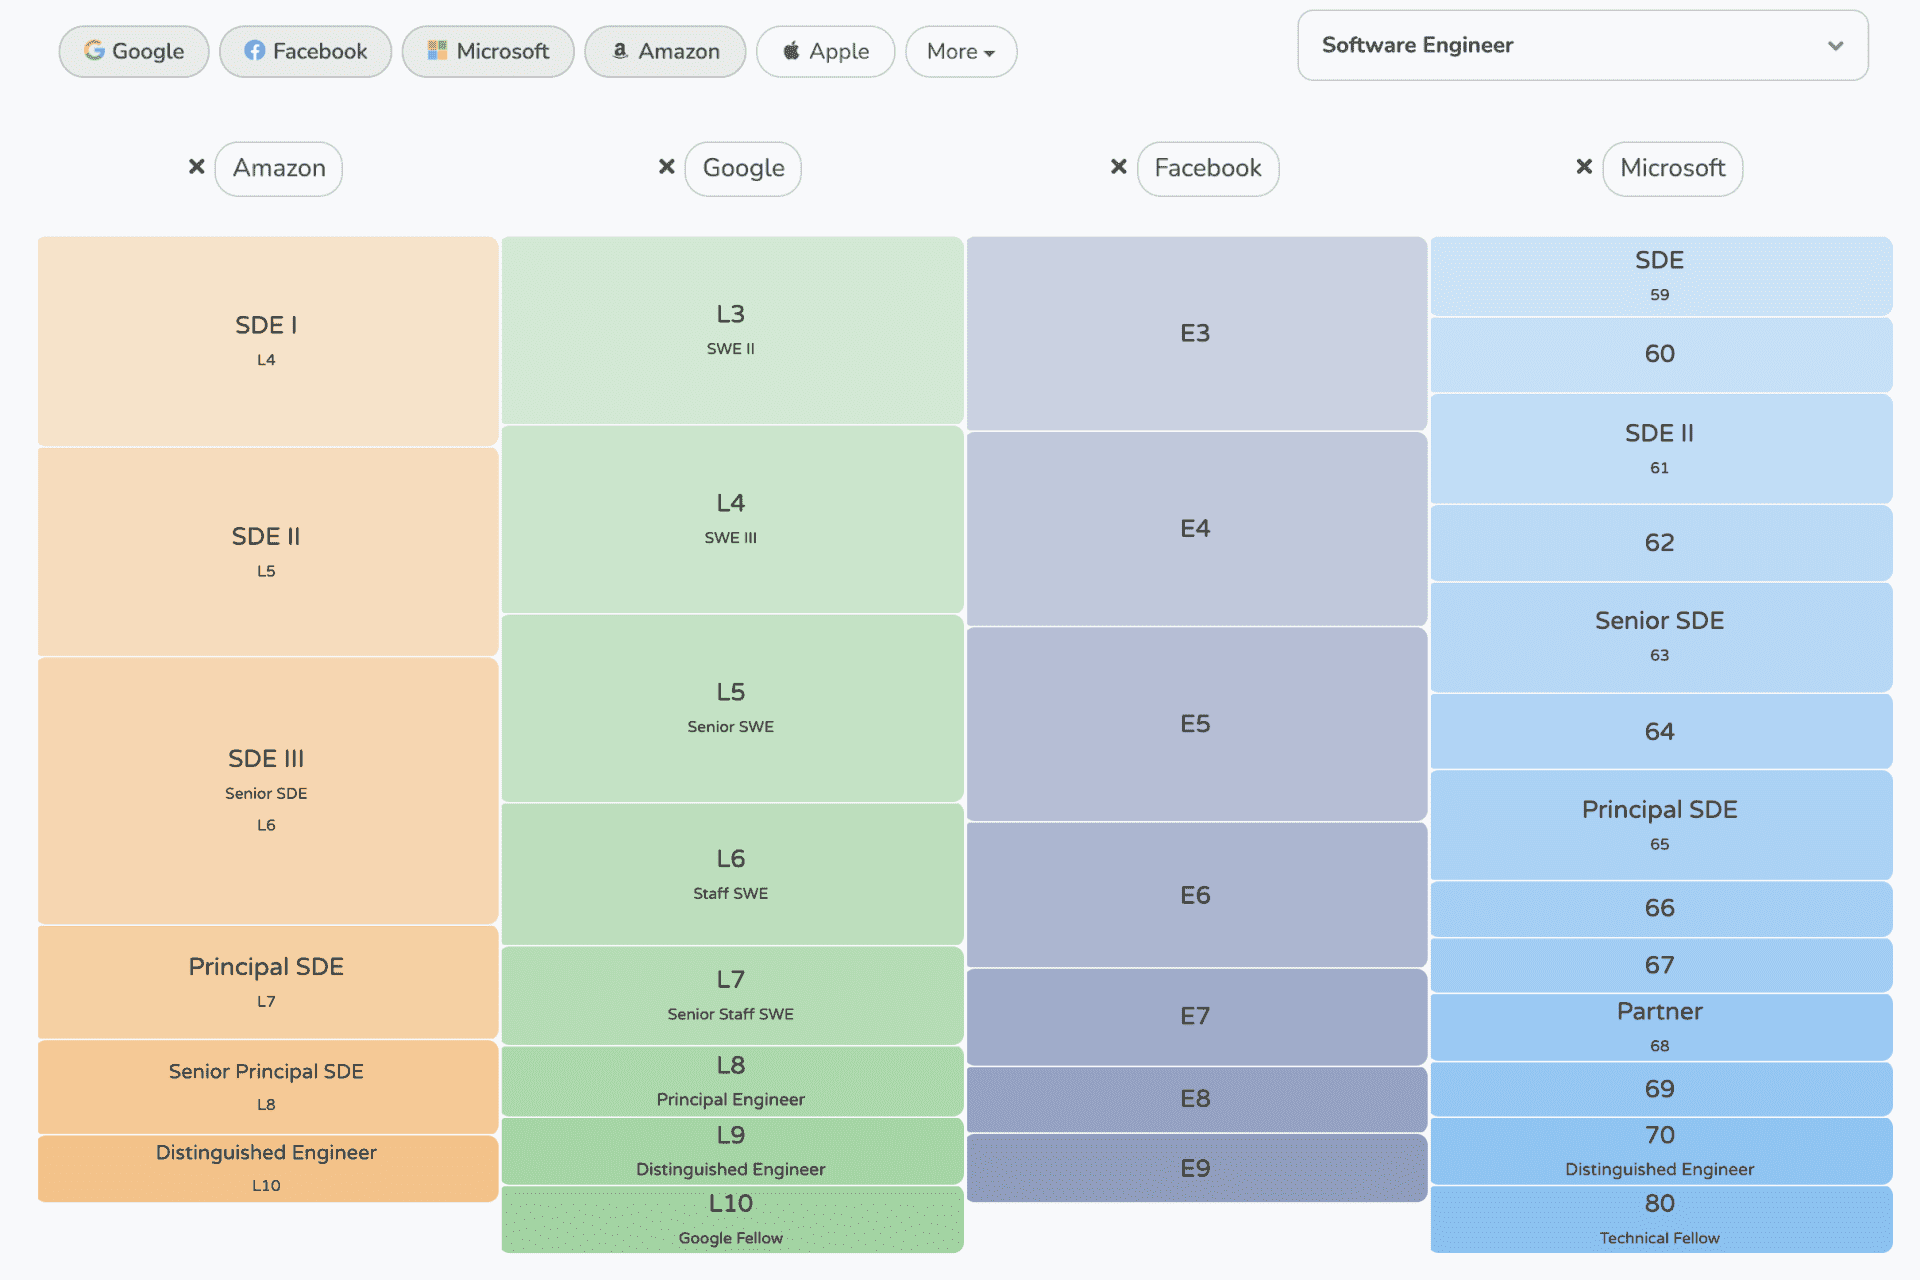 Google
Facebook
Microsoft
Amazon
Apple
More
Software Engineer
× Amazon
× Google
× Facebook
× Microsoft
SDE I
L4
SDE II
L5
SDE III
Senior SDE
L6
Principal SDE
L7
Senior Principal SDE
L8
Distinguished Engineer
L10
L3
SWE II
L4
SWE III
L5
Senior SWE
L6
Staff SWE
L7
Senior Staff SWE
L8
Principal Engineer
L9
Distinguished Engineer
L10
Google Fellow
E3
E4
E5
E6
E7
E8
E9
SDE
59
60
SDE II
61
62
Senior SDE
63
64
Principal SDE
65
66
67
Partner
68
69
70
Distinguished Engineer
80
Technical Fellow